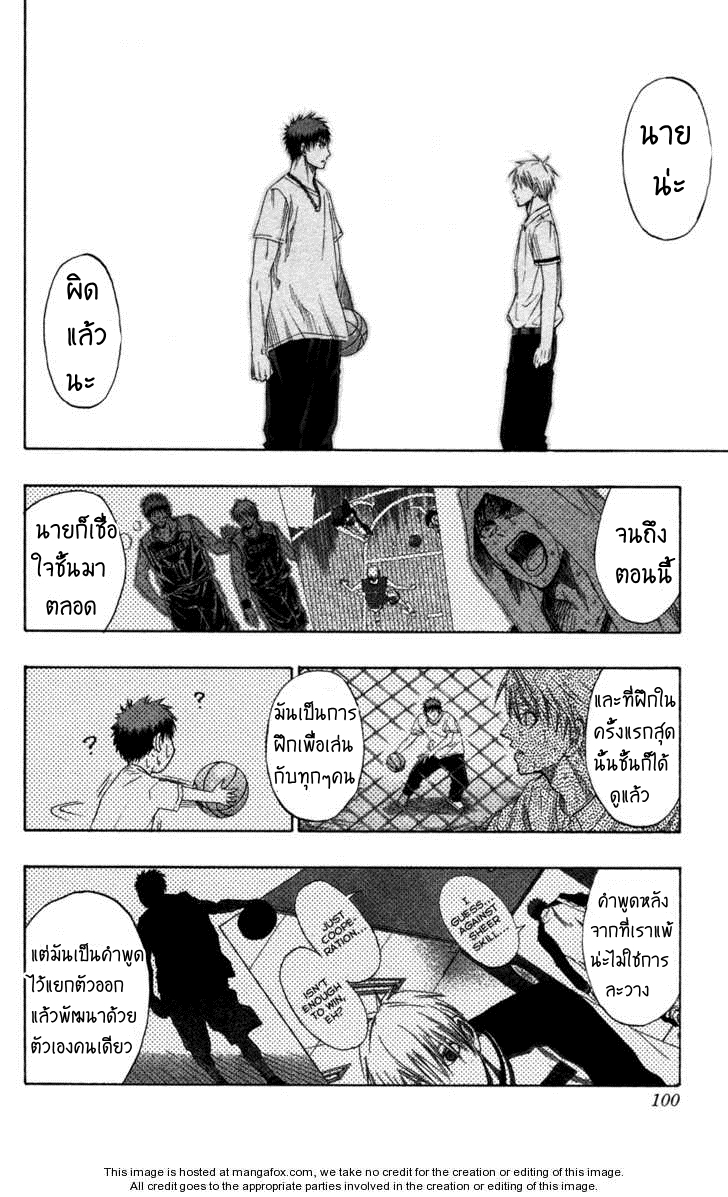 นาย
น่ะ
ผิด
แล้ว
นะ
จนถึง
ตอนนี้
นายก็เชื่อ
ใจชั้นมา
ตลอด
และที่ฝึกใน
ครั้งแรกสุด
นั้นชั้นก็ได้
ดูแล้ว
มันเป็นการ
ฝึกเพื่อเล่น
กับทุกๆคน
?
?
คำพูดหลัง
จากที่เราแพ้
น่ะไม่ใช่การ
ละวาง
I
GUESS...
AGAINST
SHEER
SKILL...
JUST
COOPE-
RATION...
ISN'T
ENOUGH
TO WIN,
EH?
แต่มันเป็นคำพูด
ไว้แยกตัวออก
แล้วพัฒนาด้วย
ตัวเองคนเดียว
100
This image is hosted at mangafox.com, we take no credit for the creation or editing of this image.
All credit goes to the appropriate parties involved in the creation or editing of this image.